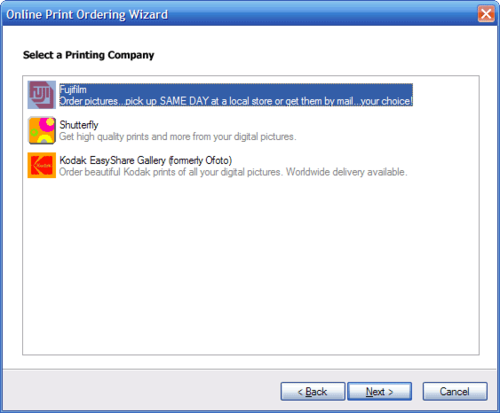 Online Print Ordering Wizard
Select a Printing Company
FUJI
Fujifilm
Order pictures...pick up SAME DAY at a local store or get them by mail...your choice!
Shutterfly
Get high quality prints and more from your digital pictures.
Kodak
Kodak EasyShare Gallery (formerly Ofoto)
Order beautiful Kodak prints of all your digital pictures. Worldwide delivery available.
< Back
Next >
Cancel